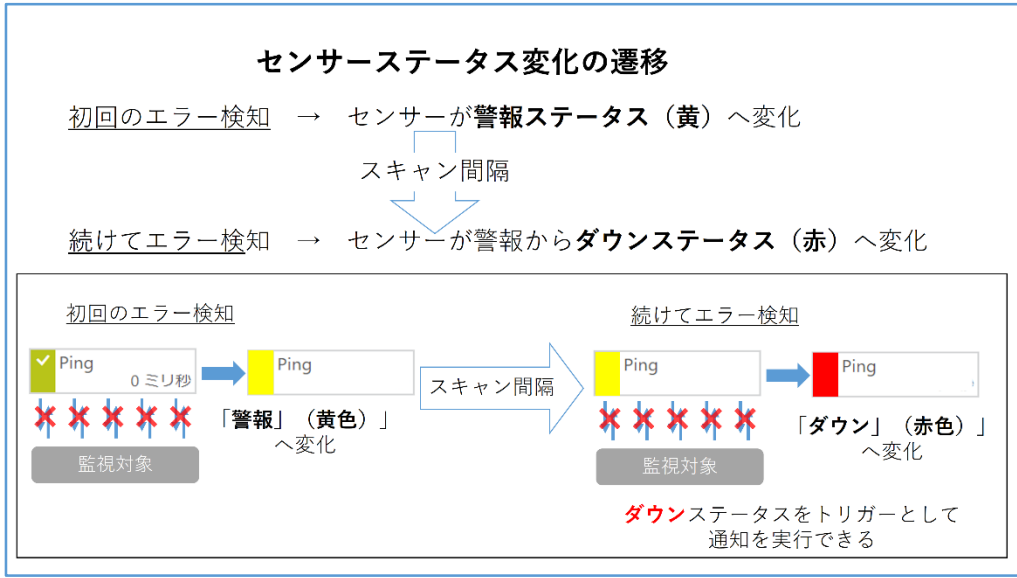 センサーステータス変化の遷移
初回のエラー検知 → センサーが警報ステータス（黄）へ変化
スキャン間隔
続けてエラー検知 → センサーが警報からダウンステータス（赤）へ変化
初回のエラー検知
続けてエラー検知
Ping
0 ミリ秒
Ping
スキャン間隔
Ping
Ping
「警報」（黄色）」
へ変化
「ダウン」（赤色）」
へ変化
監視対象
監視対象
ダウンステータスをトリガーとして
通知を実行できる